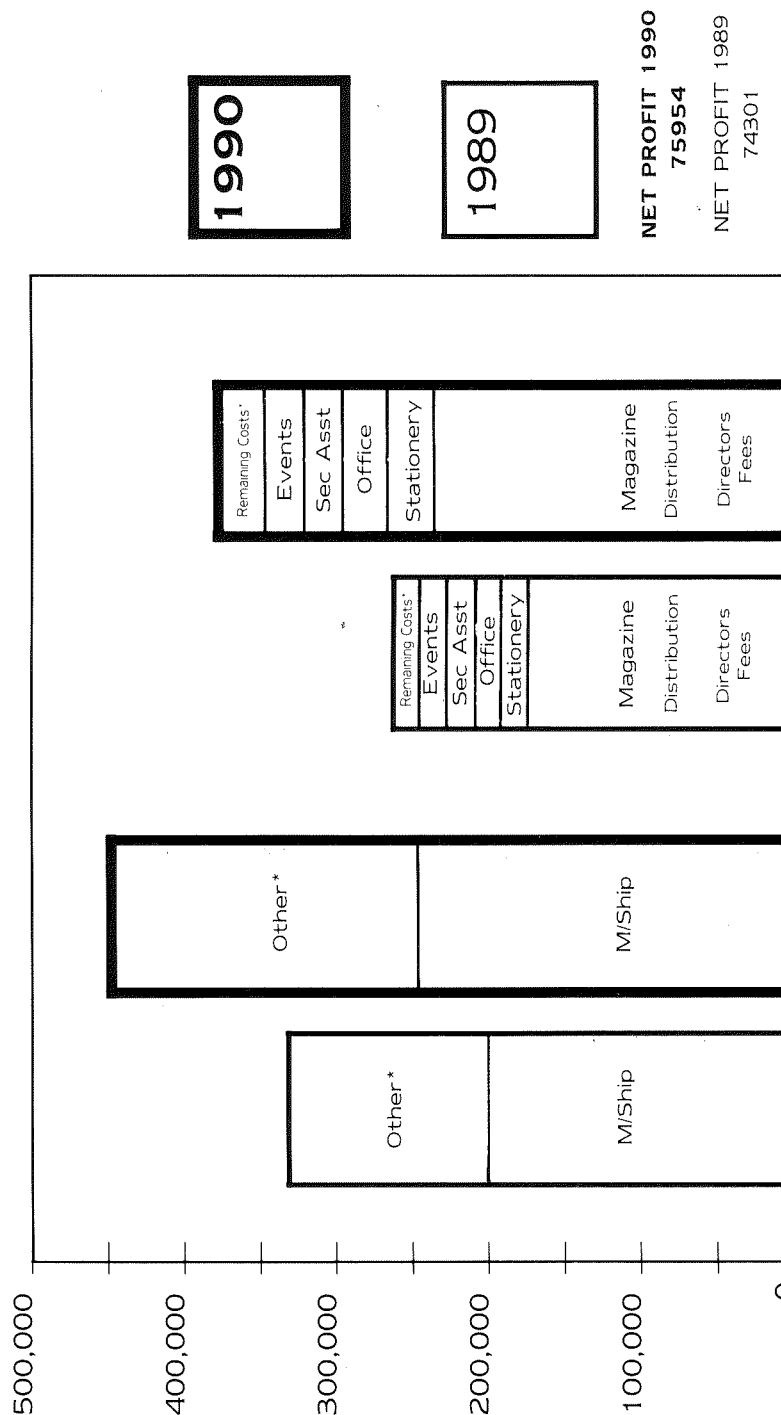 500,000
400,000
300,000
200,000
100,000
0
Other*
M/Ship
Other*
M/Ship
Remaining Costs*
Events
Sec Asst
Office
Stationery
Magazine
Distribution
Directors
Fees
Remaining Costs*
Events
Sec Asst
Office
Stationery
Magazine
Distribution
Directors
Fees
1990
1989
NET PROFIT 1990
75954
NET PROFIT 1989
74301